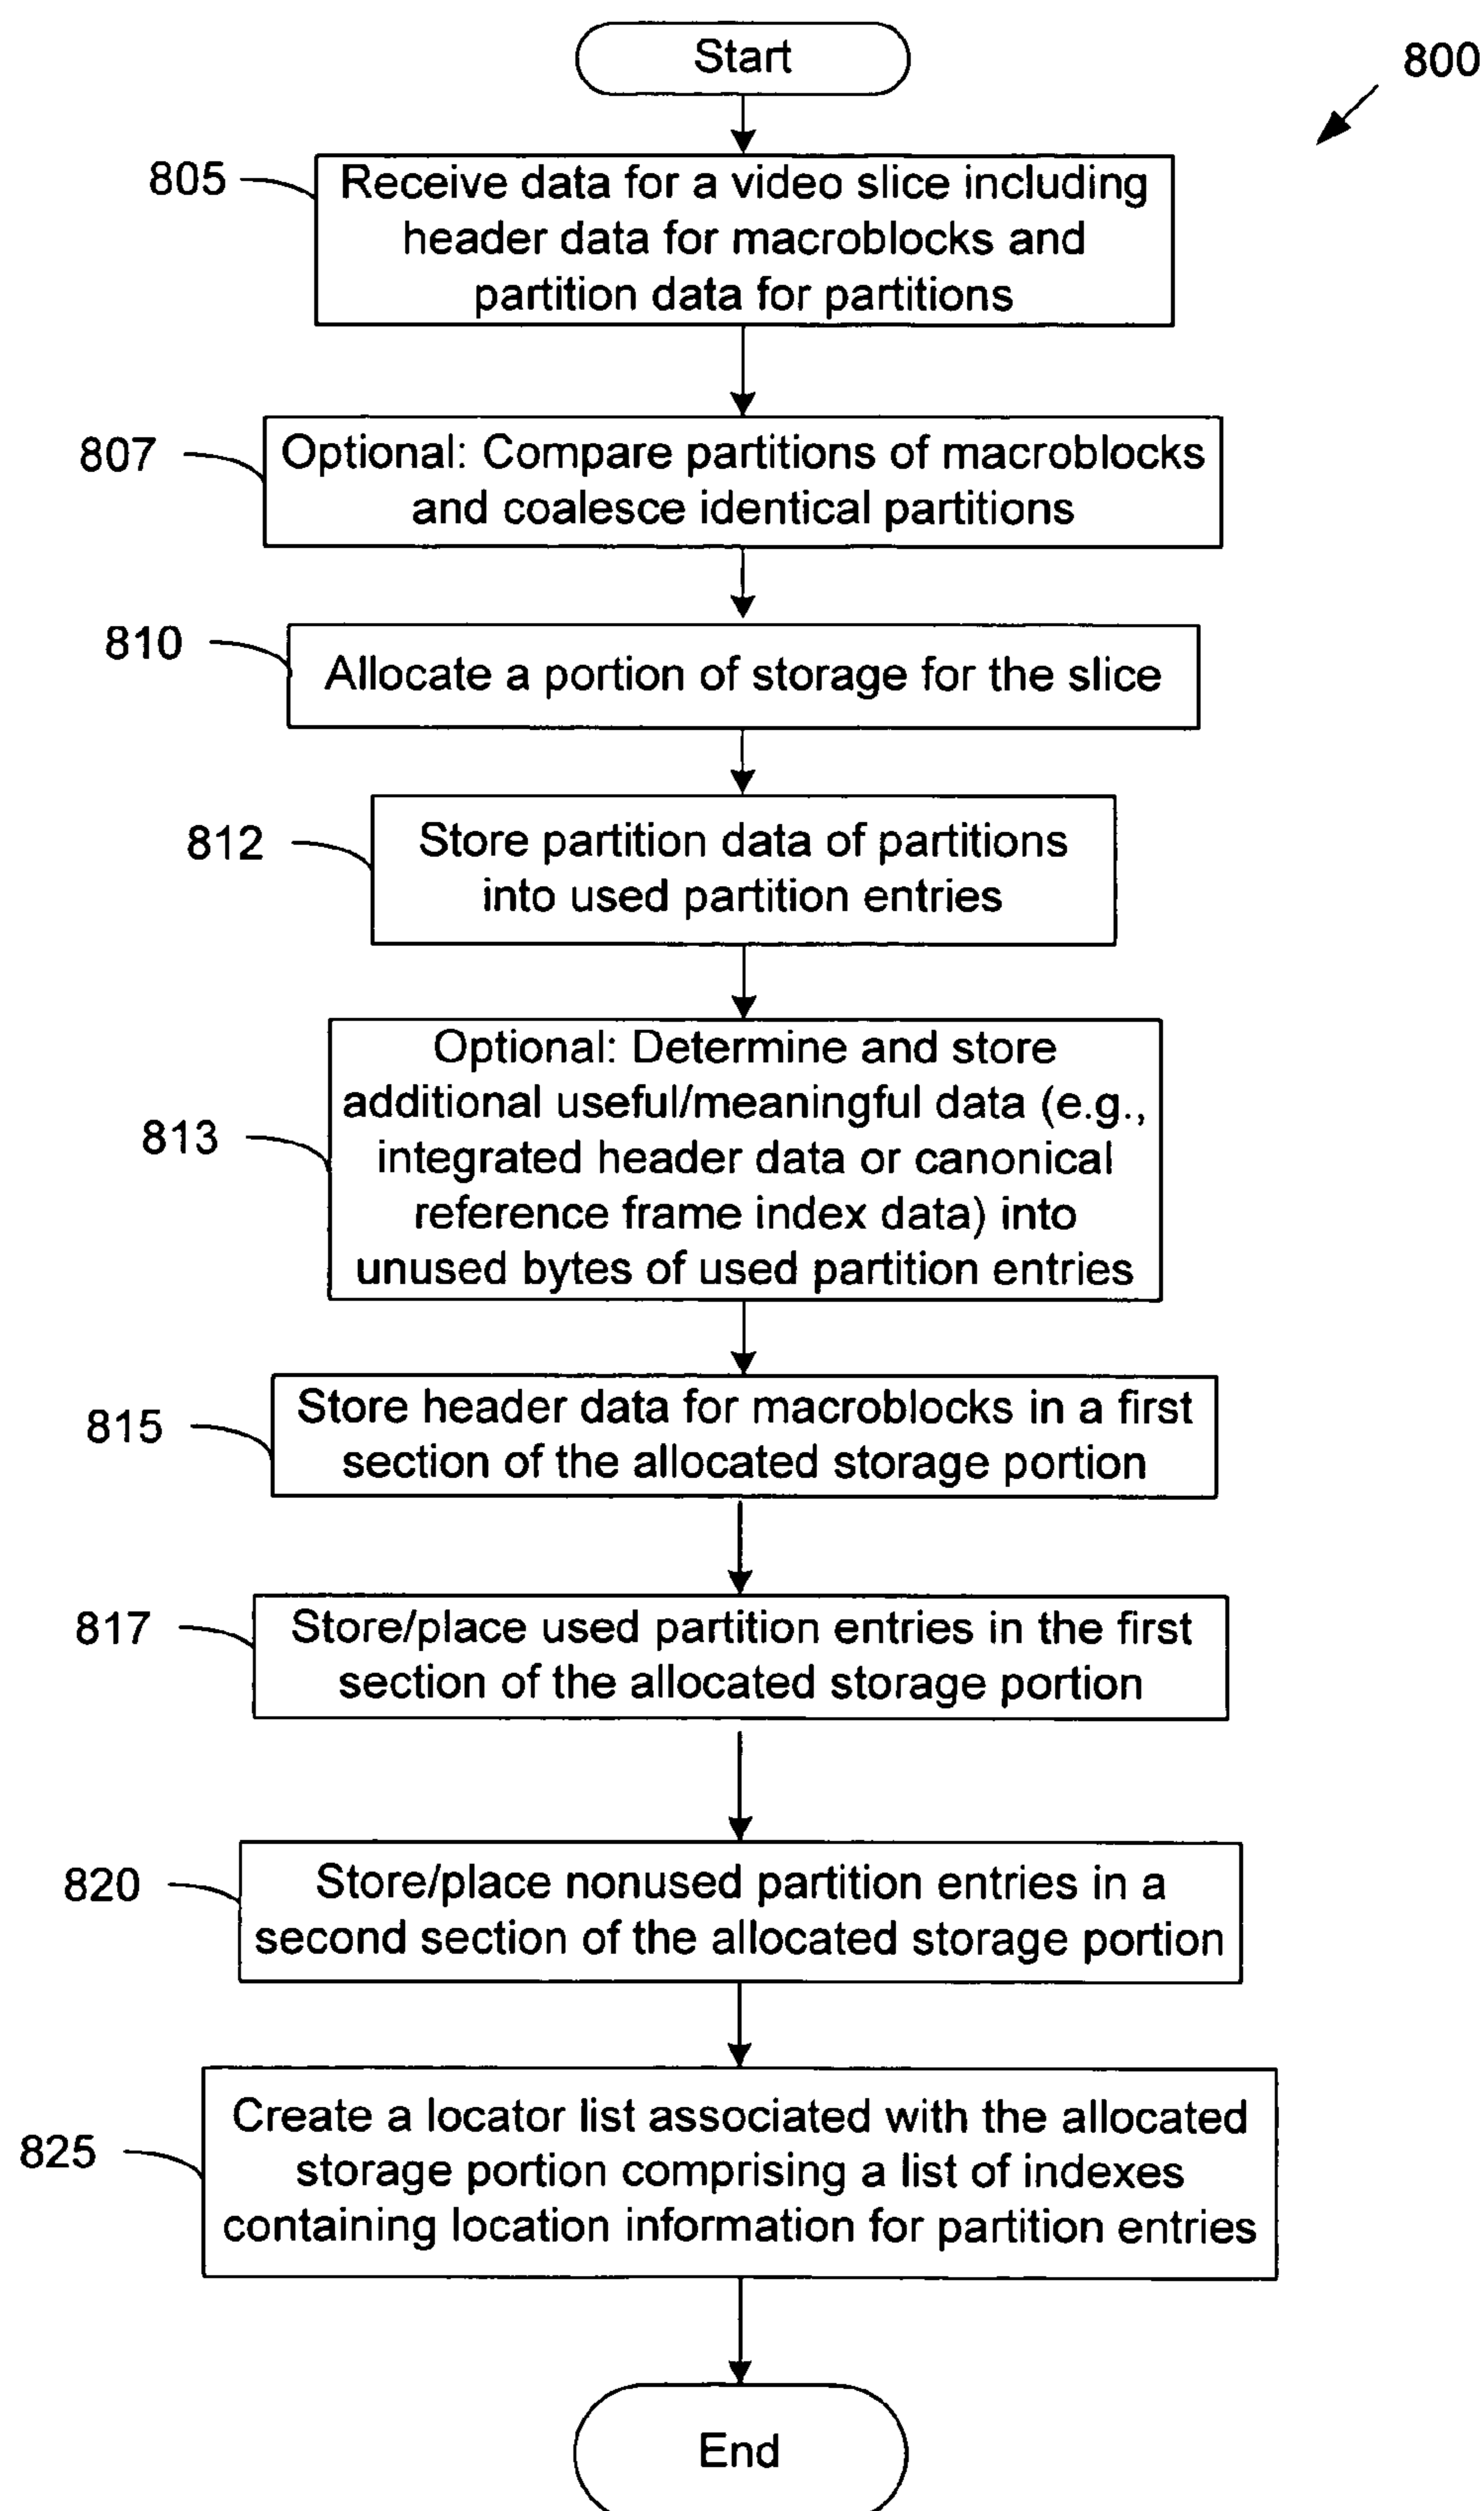 Start
800
805
Receive data for a video slice including
header data for macroblocks and
partition data for partitions
807
Optional: Compare partitions of macroblocks
and coalesce identical partitions
810
Allocate a portion of storage for the slice
812
Store partition data of partitions
into used partition entries
813
Optional: Determine and store
additional useful/meaningful data (e.g.,
integrated header data or canonical
reference frame index data) into
unused bytes of used partition entries
815
Store header data for macroblocks in a first
section of the allocated storage portion
817
Store/place used partition entries in the first
section of the allocated storage portion
820
Store/place nonused partition entries in a
second section of the allocated storage portion
825
Create a locator list associated with the allocated
storage portion comprising a list of indexes
containing location information for partition entries
End